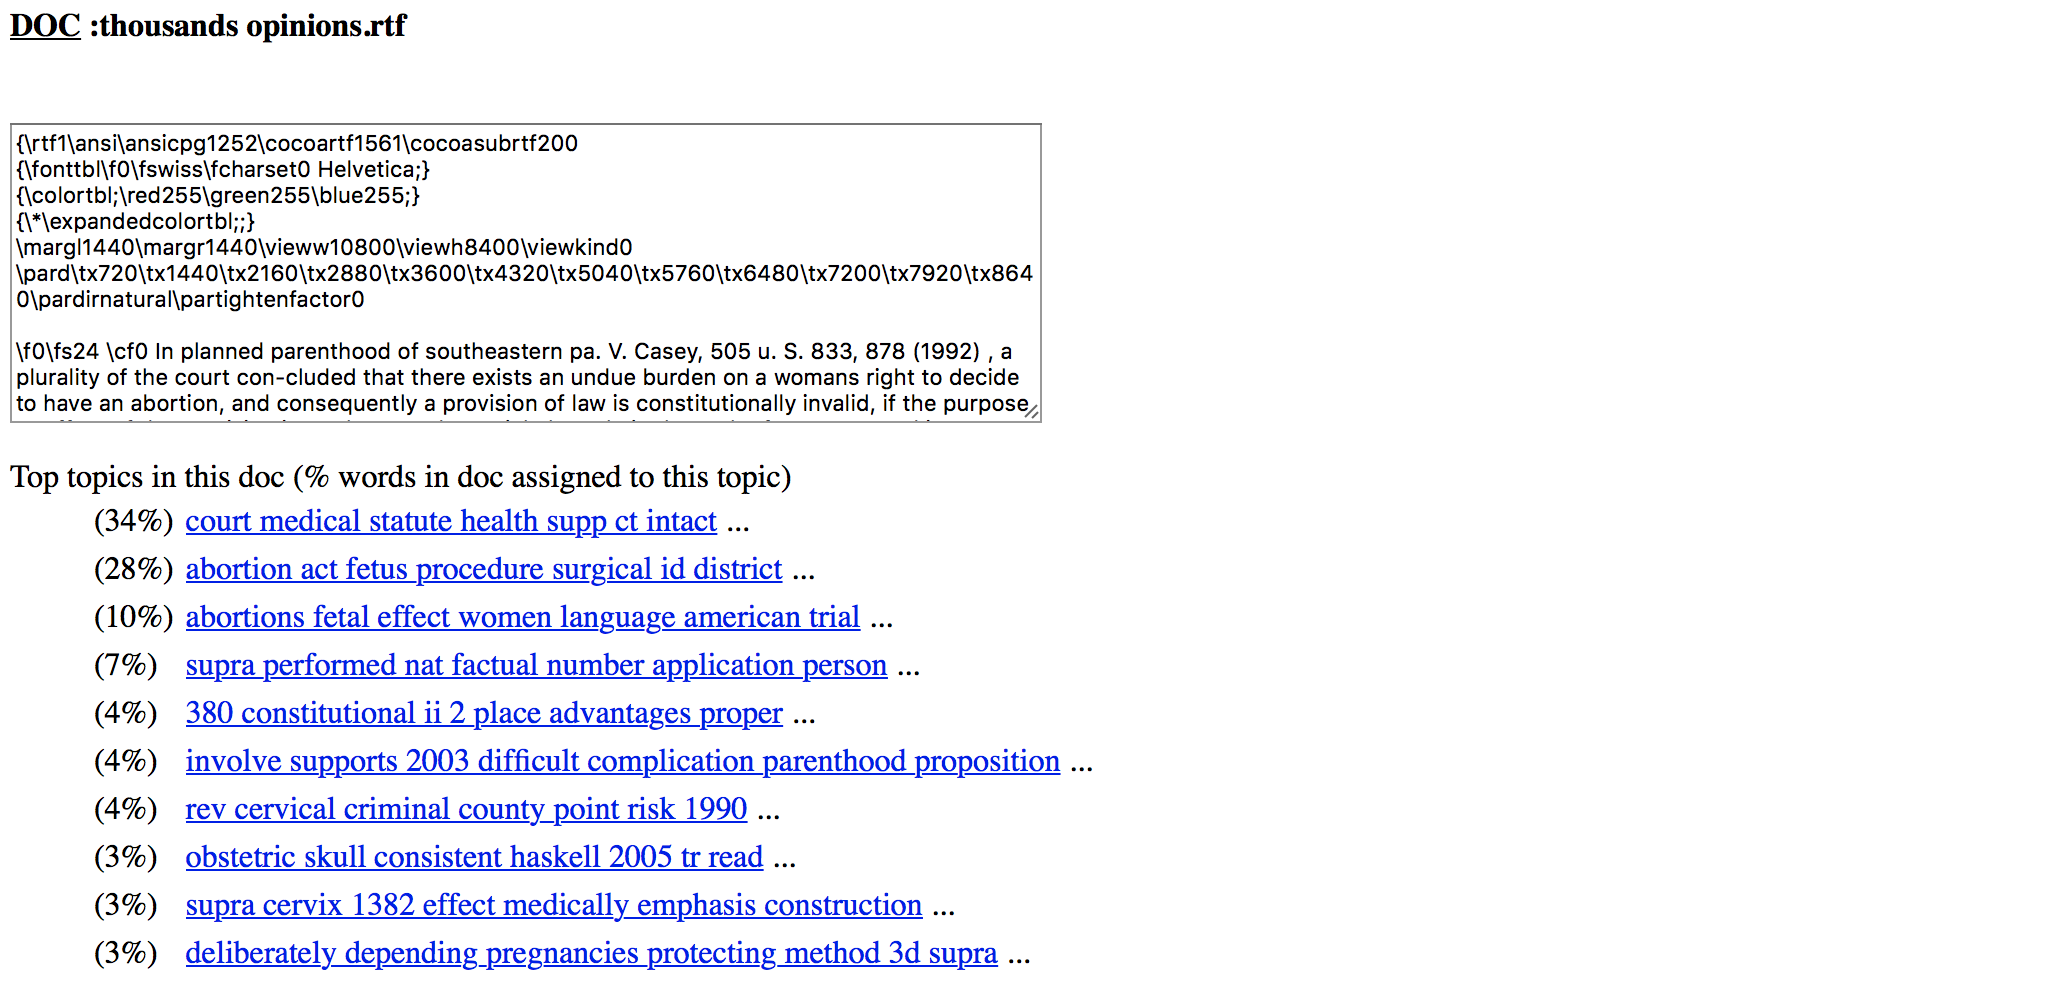 DOC :thousands opinions.rtf
{\rtf1\ansi\ansicpg1252\cocoartf1561\cocoasubrtf200
{\fonttbl\f0\fswiss\fcharset0 Helvetica;}
{\colortbl;\red255\green255\blue255;}
{\*\expandedcolortbl;;}
\margl1440\margr1440\vieww10800\viewh8400\viewkind0
\pard\tx720\tx1440\tx2160\tx2880\tx3600\tx4320\tx5040\tx5760\tx6480\tx7200\tx7920\tx864
0\pardirnatural\partightenfactor0
\f0\fs24 \cf0 In planned parenthood of southeastern pa. V. Casey, 505 u. S. 833, 878 (1992) , a
plurality of the court con-cluded that there exists an undue burden on a womans right to decide
to have an abortion, and consequently a provision of law is constitutionally invalid, if the purpose
Top topics in this doc (% words in doc assigned to this topic)
(34%) court medical statute health supp ct intact ...
(28%) abortion act fetus procedure surgical id district ...
(10%) abortions fetal effect women language american trial ...
(7%) supra performed nat factual number application person ...
(4%) 380 constitutional ii 2 place advantages proper ...
(4%) involve supports 2003 difficult complication parenthood proposition ...
(4%) rev cervical criminal county point risk 1990 ...
(3%) obstetric skull consistent haskell 2005 tr read ...
(3%) supra cervix 1382 effect medically emphasis construction ...
(3%) deliberately depending pregnancies protecting method 3d supra ...